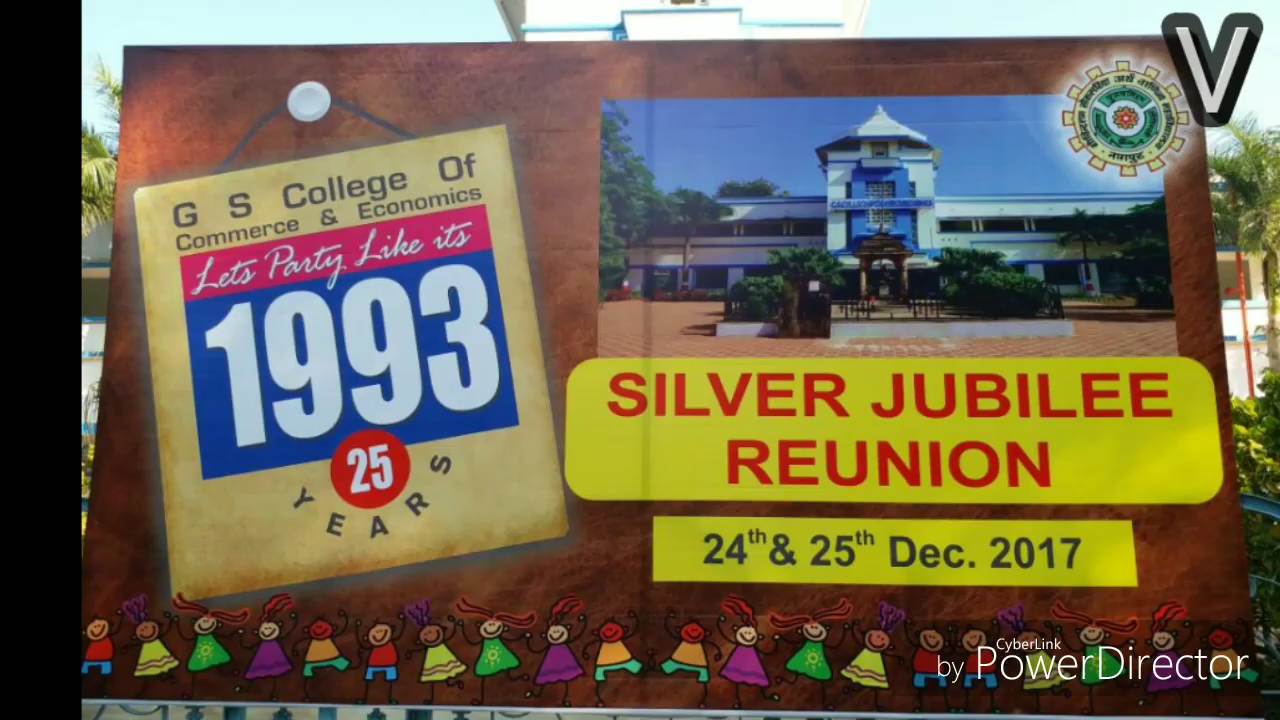 G S College Of
Commerce & Economics
Lets Party Like its
1993
25
YEARS
SILVER JUBILEE
REUNION
24th & 25th Dec. 2017
V
CyberLink
by PowerDirector